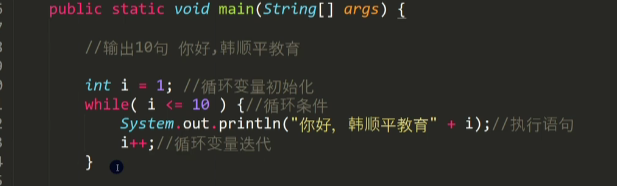 public static void main(String[] args) {
//输出10句 你好,韩顺平教育
int i = 1; //循环变量初始化
while( i <= 10 ) {//循环条件
System.out.println("你好, 韩顺平教育" + i);//执行语句
i++;//循环变量迭代
}